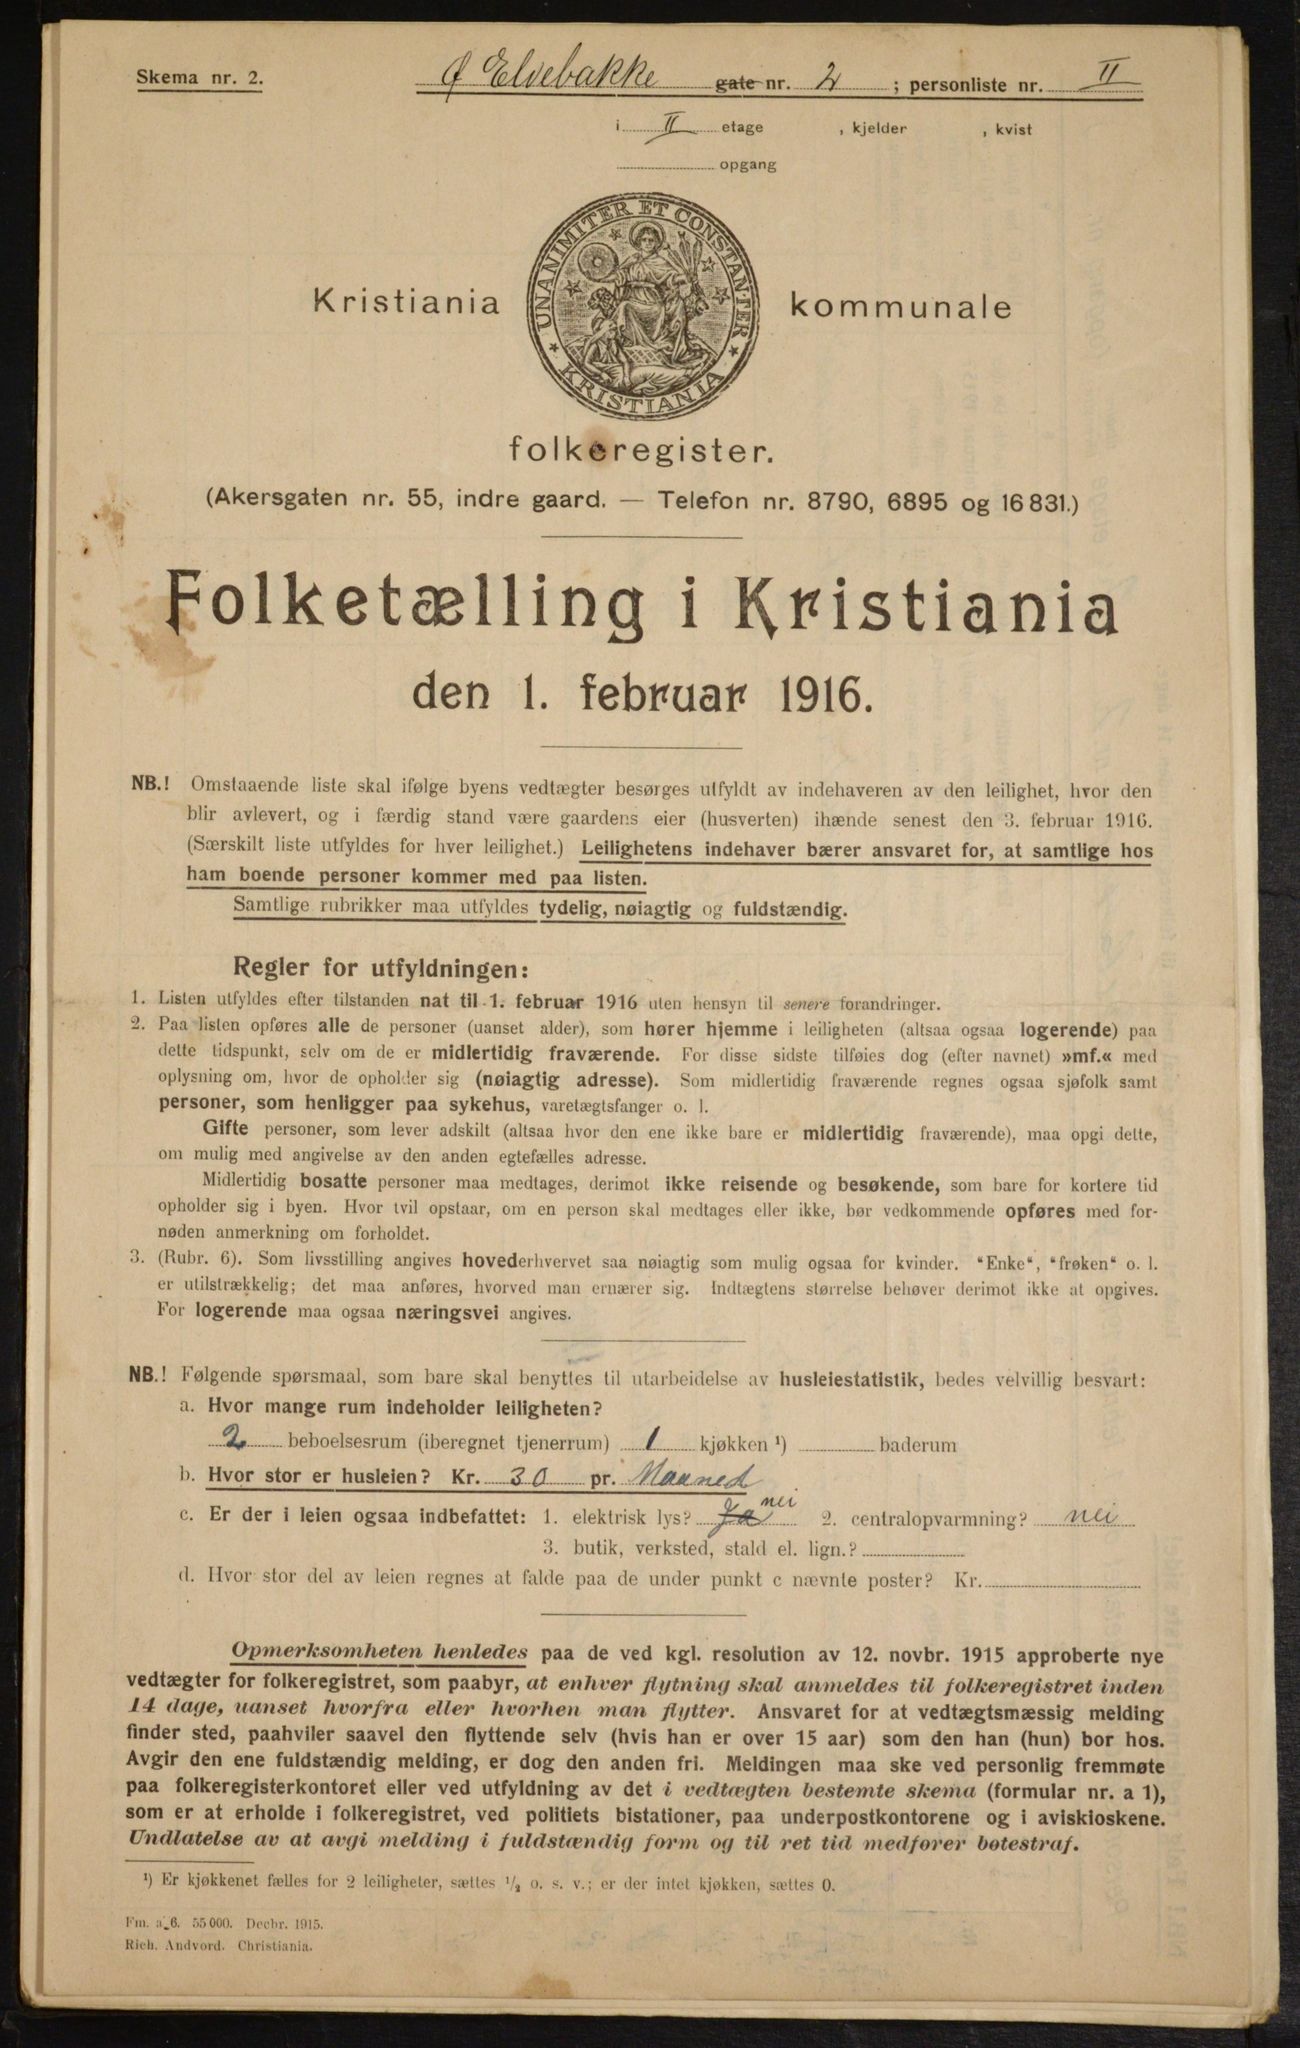 Skema nr. 2.
Ø Elvebakke gate nr. 2 ; personliste nr. II
i II etage , kjelder , kvist
opgang
UNANIMITER ET CONSTANTER
KRISTIANIA
Kristiania kommunale
folkeregister.
(Akersgaten nr. 55, indre gaard. — Telefon nr. 8790, 6895 og 16831.)
Folketælling i Kristiania
den 1. februar 1916.
NB.! Omstaaende liste skal ifølge byens vedtægter besørges utfyldt av indehaveren av den leilighet, hvor den
blir avlevert, og i færdig stand være gaardens eier (husverten) ihænde senest den 3. februar 1916.
(Særskilt liste utfyldes for hver leilighet.) Leilighetens indehaver bærer ansvaret for, at samtlige hos
ham boende personer kommer med paa listen.
Samtlige rubrikker maa utfyldes tydelig, nøiagtig og fuldstændig.
Regler for utfyldningen:
1. Listen utfyldes efter tilstanden nat til 1. februar 1916 uten hensyn til senere forandringer.
2. Paa listen opføres alle de personer (uanset alder), som hører hjemme i leiligheten (altsaa ogsaa logerende) paa
dette tidspunkt, selv om de er midlertidig fraværende. For disse sidste tilføies dog (efter navnet) »mf.« med
oplysning om, hvor de opholder sig (nøiagtig adresse). Som midlertidig fraværende regnes ogsaa sjøfolk samt
personer, som henligger paa sykehus, varetægtsfanger o. l.
Gifte personer, som lever adskilt (altsaa hvor den ene ikke bare er midlertidig fraværende), maa opgi dette,
om mulig med angivelse av den anden egtefælles adresse.
Midlertidig bosatte personer maa medtages, derimot ikke reisende og besøkende, som bare for kortere tid
opholder sig i byen. Hvor tvil opstaar, om en person skal medtages eller ikke, bør vedkommende opføres med for-
nøden anmerkning om forholdet.
3. (Rubr. 6). Som livsstilling angives hovederhvervet saa nøiagtig som mulig ogsaa for kvinder. "Enke", "frøken" o. l.
er utilstrækkelig; det maa anføres, hvorved man ernærer sig. Indtægtens størrelse behøver derimot ikke at opgives.
For logerende maa ogsaa næringsvei angives.
NB.! Følgende spørsmaal, som bare skal benyttes til utarbeidelse av husleiestatistik, bedes velvillig besvart:
a. Hvor mange rum indeholder leiligheten?
2 beboelsesrum (iberegnet tjenerrum) 1 kjøkken ¹) baderum
b. Hvor stor er husleien? Kr. 30 pr. Maaned
c. Er der i leien ogsaa indbefattet: 1. elektrisk lys? Ja nei 2. centralopvarmning? nei
3. butik, verksted, stald el. lign.?
d. Hvor stor del av leien regnes at falde paa de under punkt c nævnte poster? Kr.
Opmerksomheten henledes paa de ved kgl. resolution av 12. novbr. 1915 approberte nye
vedtægter for folkeregistret, som paabyr, at enhver flytning skal anmeldes til folkeregistret inden
14 dage, uanset hvorfra eller hvorhen man flytter. Ansvaret for at vedtægtsmæssig melding
finder sted, paahviler saavel den flyttende selv (hvis han er over 15 aar) som den han (hun) bor hos.
Avgir den ene fuldstændig melding, er dog den anden fri. Meldingen maa ske ved personlig fremmøte
paa folkeregisterkontoret eller ved utfyldning av det i vedtægten bestemte skema (formular nr. a 1),
som er at erholde i folkeregistret, ved politiets bistationer, paa underpostkontorene og i aviskioskene.
Undlatelse av at avgi melding i fuldstændig form og til ret tid medfører bøtestraf.
¹) Er kjøkkenet fælles for 2 leiligheter, sættes ½ o. s. v.; er der intet kjøkken, sættes 0.
Fm. a 6. 55000. Decbr. 1915.
Rich. Andvord. Christiania.